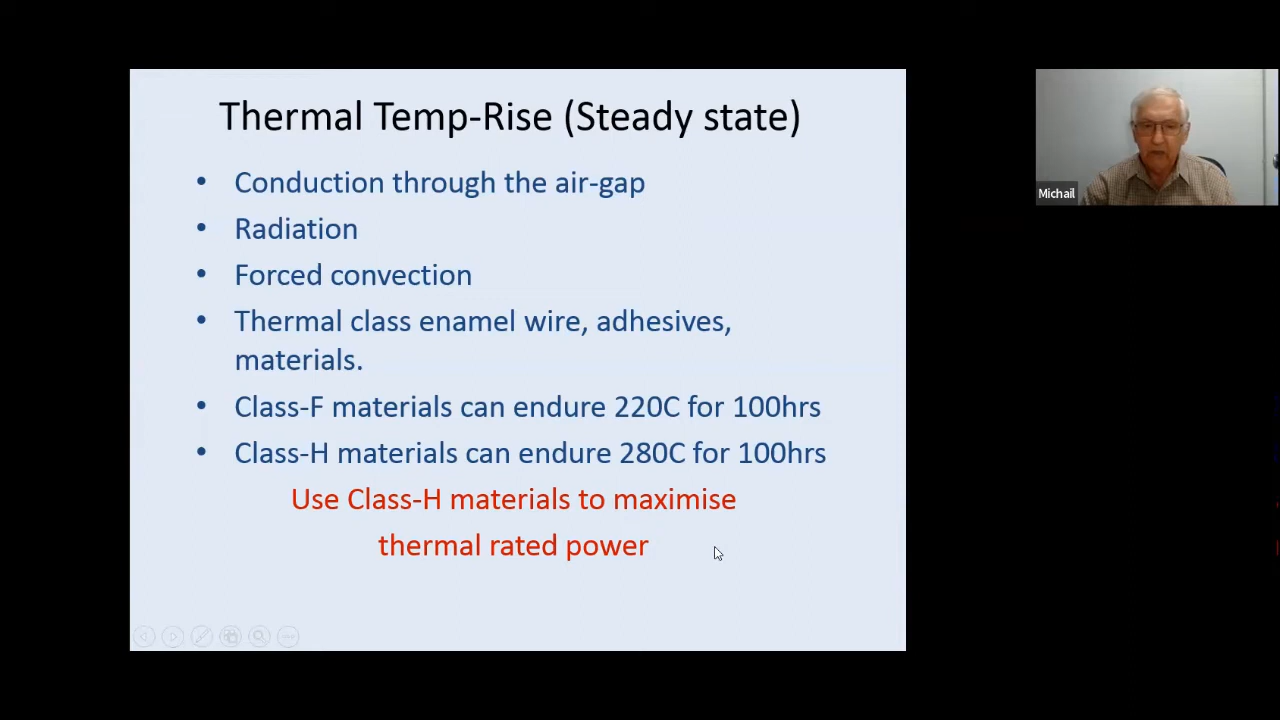 Thermal Temp-Rise (Steady state)
• Conduction through the air-gap
• Radiation
• Forced convection
• Thermal class enamel wire, adhesives,
materials.
• Class-F materials can endure 220C for 100hrs
• Class-H materials can endure 280C for 100hrs
Use Class-H materials to maximise
thermal rated power
Michail